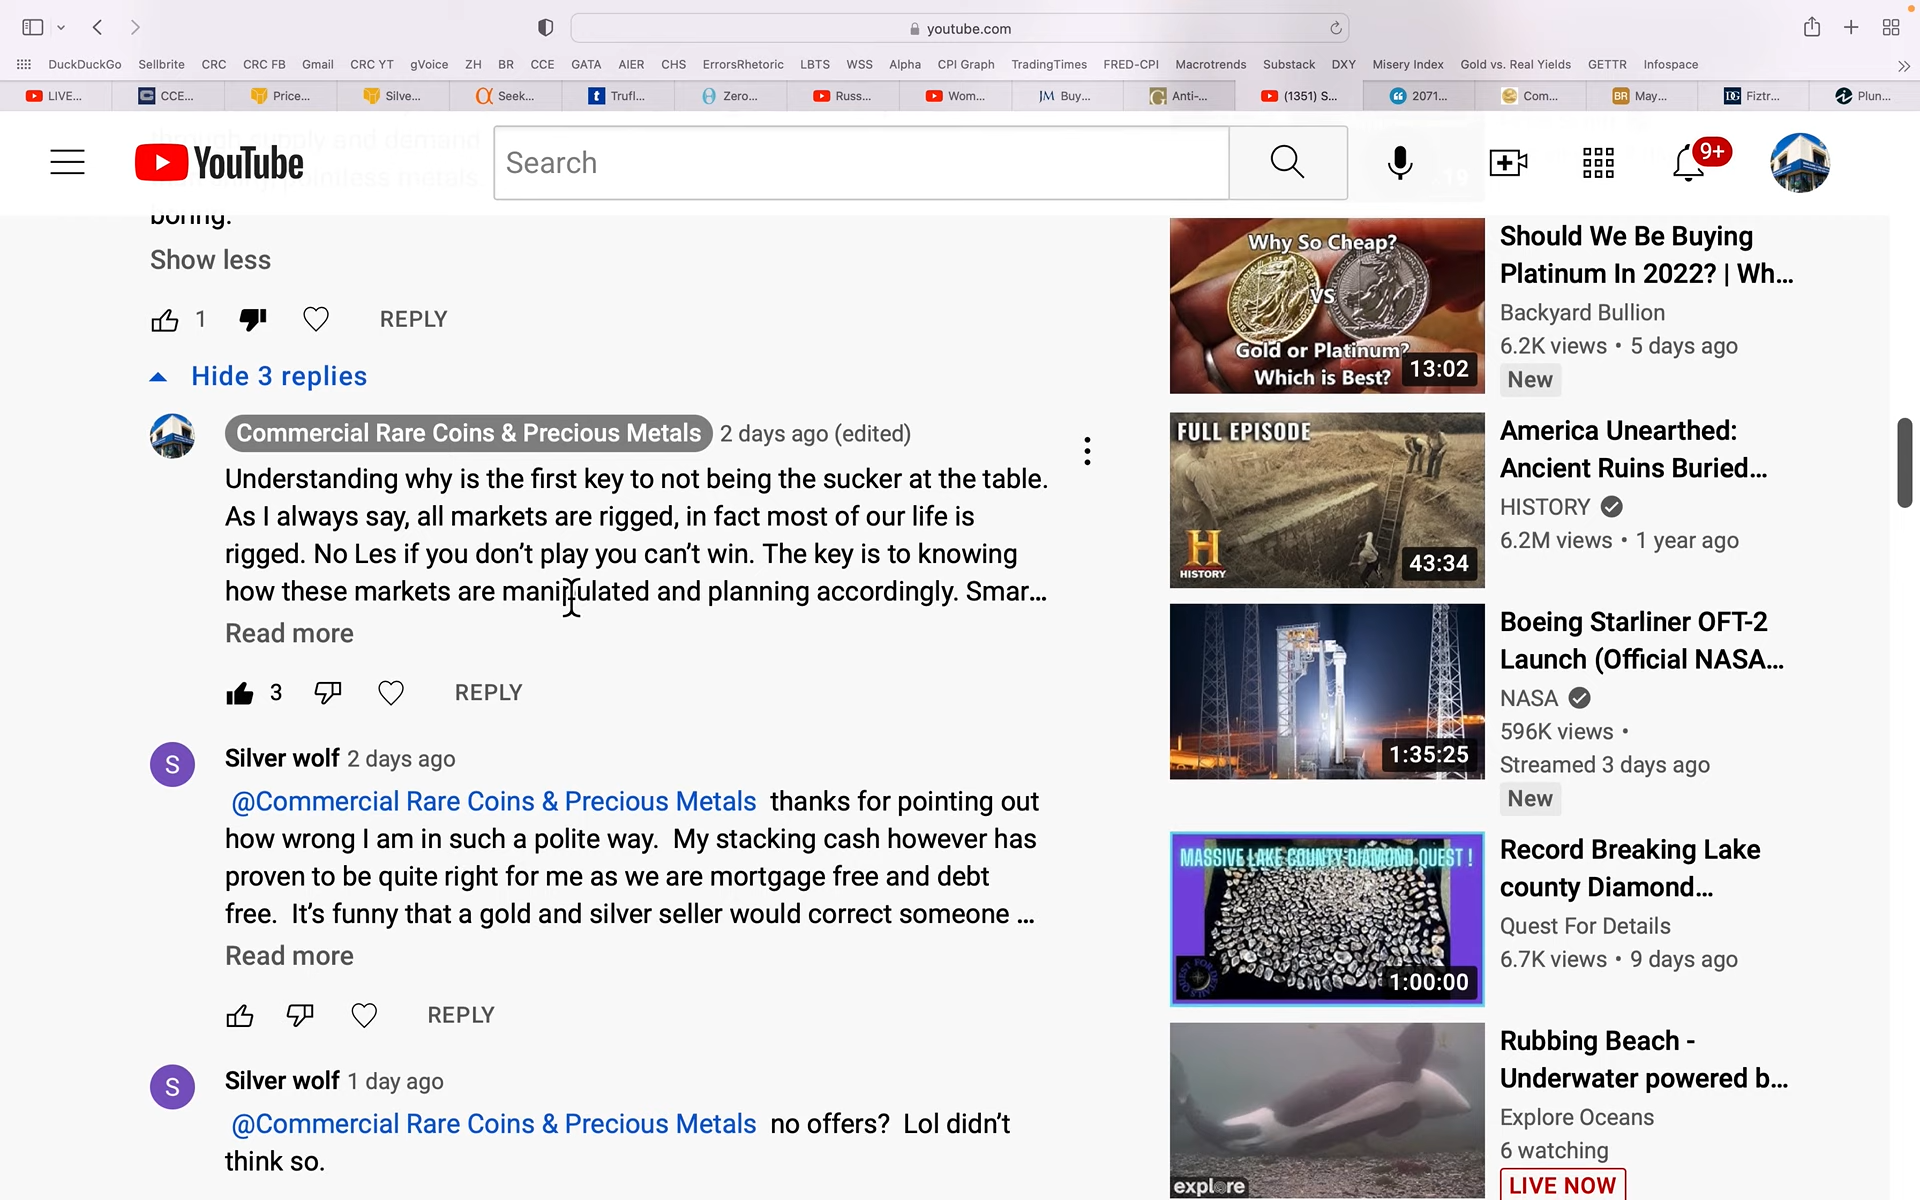 youtube.com
DuckDuckGo Sellbrite CRC CRC FB Gmail CRC YT gVoice ZH BR CCE GATA AIER CHS ErrorsRhetoric LBTS WSS Alpha CPI Graph TradingTimes FRED-CPI Macrotrends Substack DXY Misery Index Gold vs. Real Yields GETTR Infospace
LIVE... CCE... Price... Silve... Seek... Trufl... Zero... Russ... Wom... JM Buy... Anti-... (1351) S... 2071... Com... BR May... DG Fiztr... Plun...
through supply and demand
pointless metals
YouTube
Search
9+
boring.
Show less
1 REPLY
Hide 3 replies
Commercial Rare Coins & Precious Metals 2 days ago (edited)
Understanding why is the first key to not being the sucker at the table.
As I always say, all markets are rigged, in fact most of our life is
rigged. No Les if you don’t play you can’t win. The key is to knowing
how these markets are manipulated and planning accordingly. Smar...
Read more
3 REPLY
S
Silver wolf 2 days ago
@Commercial Rare Coins & Precious Metals thanks for pointing out
how wrong I am in such a polite way. My stacking cash however has
proven to be quite right for me as we are mortgage free and debt
free. It’s funny that a gold and silver seller would correct someone ...
Read more
REPLY
S
Silver wolf 1 day ago
@Commercial Rare Coins & Precious Metals no offers? Lol didn’t
think so.
Why So Cheap?
VS
Gold or Platinum?
Which is Best?
13:02
Should We Be Buying
Platinum In 2022? | Wh...
Backyard Bullion
6.2K views • 5 days ago
New
FULL EPISODE
H
HISTORY
43:34
America Unearthed:
Ancient Ruins Buried...
HISTORY
6.2M views • 1 year ago
1:35:25
Boeing Starliner OFT-2
Launch (Official NASA...
NASA
596K views •
Streamed 3 days ago
New
MASSIVE LAKE COUNTY DIAMOND QUEST !
QUEST FOR DETAILS
1:00:00
Record Breaking Lake
county Diamond...
Quest For Details
6.7K views • 9 days ago
explore
Rubbing Beach -
Underwater powered b...
Explore Oceans
6 watching
LIVE NOW